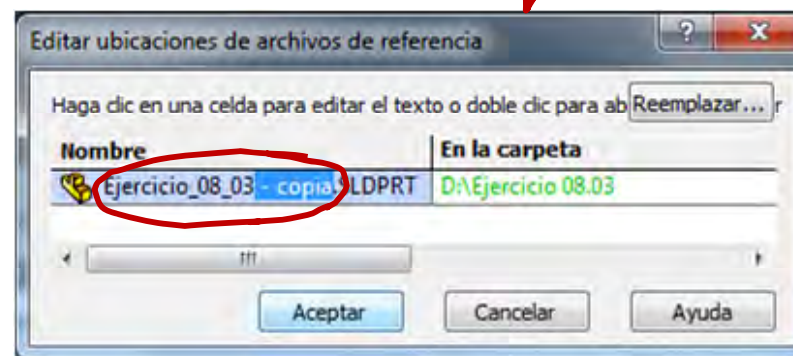 Editar ubicaciones de archivos de referencia
Haga clic en una celda para editar el texto o doble clic para ab Reemplazar... r
Nombre En la carpeta
Ejercicio_08_03 - copia.SLDPRT D:\Ejercicio 08.03
Aceptar Cancelar Ayuda